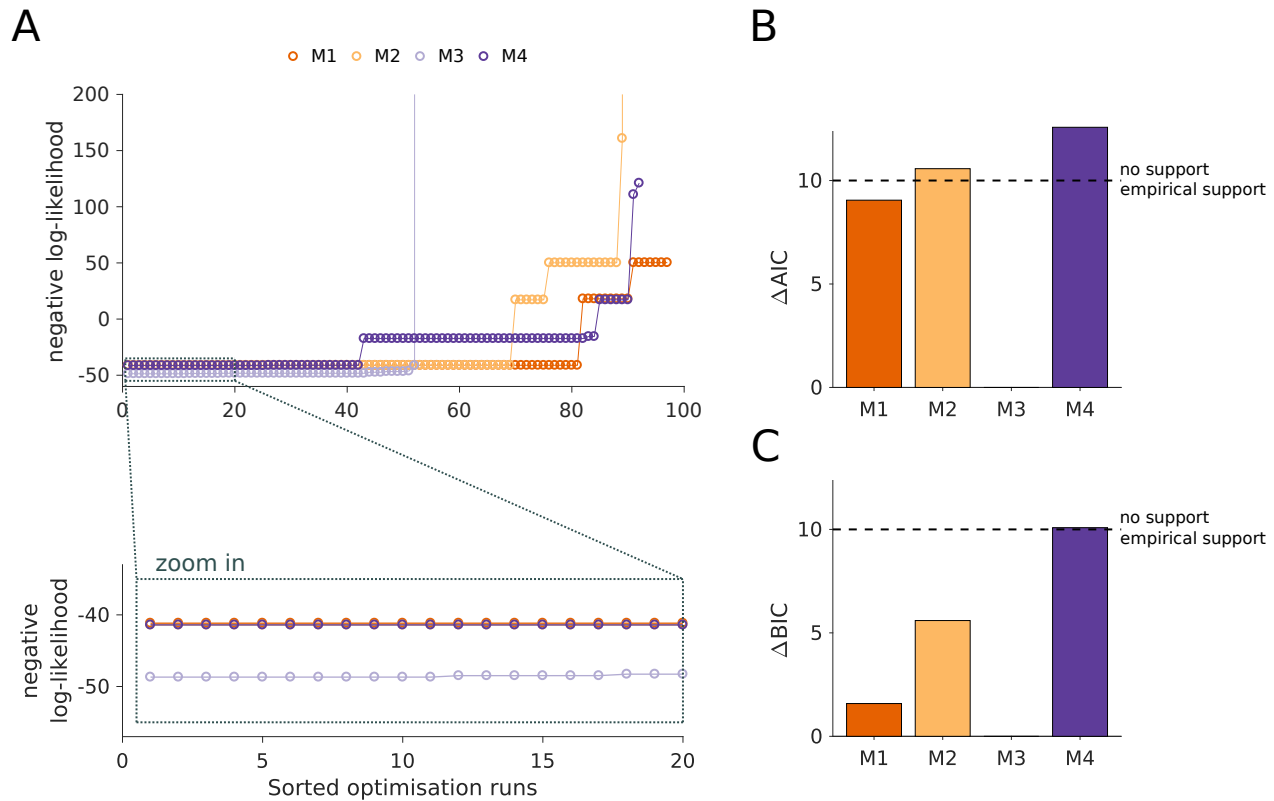 A
M1 M2 M3 M4
negative log-likelihood
200
150
100
50
0
-50
0 20 40 60 80 100
zoom in
negative
log-likelihood
-40
-50
0 5 10 15 20
Sorted optimisation runs
B
ΔAIC
10
5
0
no support
empirical support
M1 M2 M3 M4
C
ΔBIC
10
5
0
no support
empirical support
M1 M2 M3 M4